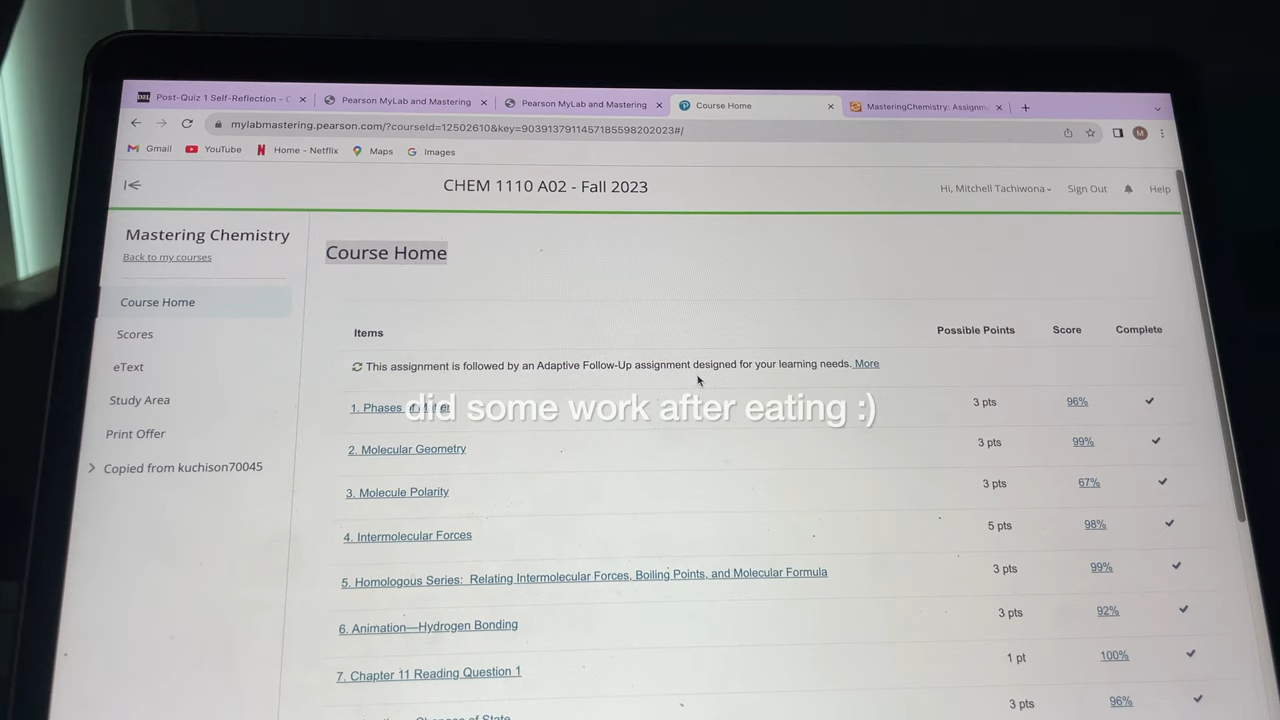 Post-Quiz 1 Self-Reflection - C
Pearson MyLab and Mastering
Pearson MyLab and Mastering
Course Home
MasteringChemistry: Assignm
mylabmastering.pearson.com/?courseId=12502610&key=9039137911457185598202023#/
Gmail YouTube Home - Netflix Maps Images
CHEM 1110 A02 - Fall 2023
Hi, Mitchell Tachiwona
Sign Out
Help
Mastering Chemistry
Back to my courses
Course Home
Scores
eText
Study Area
Print Offer
Copied from kuchison70045
Course Home
Items Possible Points Score Complete
This assignment is followed by an Adaptive Follow-Up assignment designed for your learning needs. More
did some work after eating :)
1. Phases 3 pts 96%
2. Molecular Geometry 3 pts 99%
3. Molecule Polarity 3 pts 67%
4. Intermolecular Forces 5 pts 98%
5. Homologous Series: Relating Intermolecular Forces, Boiling Points, and Molecular Formula 3 pts 99%
6. Animation—Hydrogen Bonding 3 pts 92%
7. Chapter 11 Reading Question 1 1 pt 100%
Changes of State 3 pts 96%